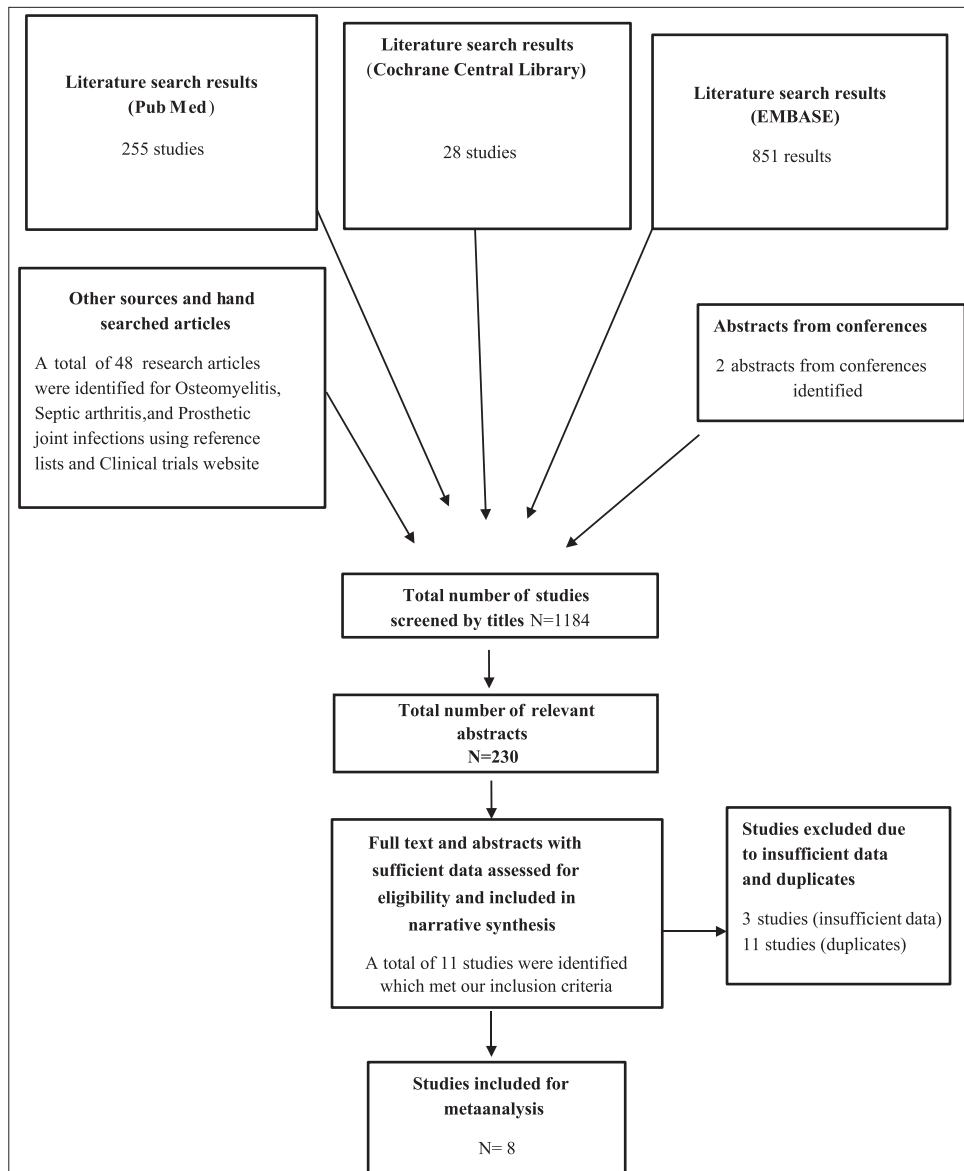 Literature search results
(Pub Med)
255 studies
Literature search results
(Cochrane Central Library)
28 studies
Literature search results
(EMBASE)
851 results
Other sources and hand
searched articles
A total of 48 research articles
were identified for Osteomyelitis,
Septic arthritis,and Prosthetic
joint infections using reference
lists and Clinical trials website
Abstracts from conferences
2 abstracts from conferences
identified
Total number of studies
screened by titles N=1184
Total number of relevant
abstracts
N=230
Full text and abstracts with
sufficient data assessed for
eligibility and included in
narrative synthesis
A total of 11 studies were identified
which met our inclusion criteria
Studies excluded due
to insufficient data
and duplicates
3 studies (insufficient data)
11 studies (duplicates)
Studies included for
metaanalysis
N= 8